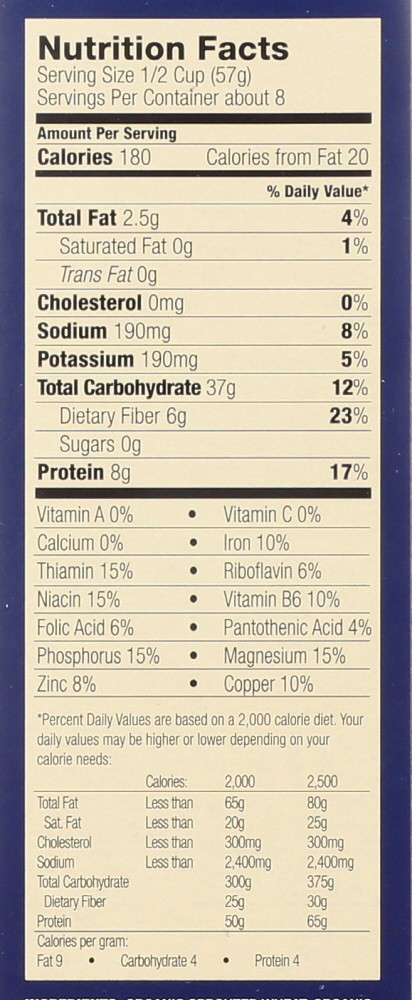 Nutrition Facts
Serving Size 1/2 Cup (57g)
Servings Per Container about 8
Amount Per Serving
Calories 180 Calories from Fat 20
% Daily Value*
Total Fat 2.5g 4%
Saturated Fat 0g 1%
Trans Fat 0g
Cholesterol 0mg 0%
Sodium 190mg 8%
Potassium 190mg 5%
Total Carbohydrate 37g 12%
Dietary Fiber 6g 23%
Sugars 0g
Protein 8g 17%
Vitamin A 0% • Vitamin C 0%
Calcium 0% • Iron 10%
Thiamin 15% • Riboflavin 6%
Niacin 15% • Vitamin B6 10%
Folic Acid 6% • Pantothenic Acid 4%
Phosphorus 15% • Magnesium 15%
Zinc 8% • Copper 10%
*Percent Daily Values are based on a 2,000 calorie diet. Your
daily values may be higher or lower depending on your
calorie needs:
Calories: 2,000 2,500
Total Fat Less than 65g 80g
Sat. Fat Less than 20g 25g
Cholesterol Less than 300mg 300mg
Sodium Less than 2,400mg 2,400mg
Total Carbohydrate 300g 375g
Dietary Fiber 25g 30g
Protein 50g 65g
Calories per gram:
Fat 9 • Carbohydrate 4 • Protein 4